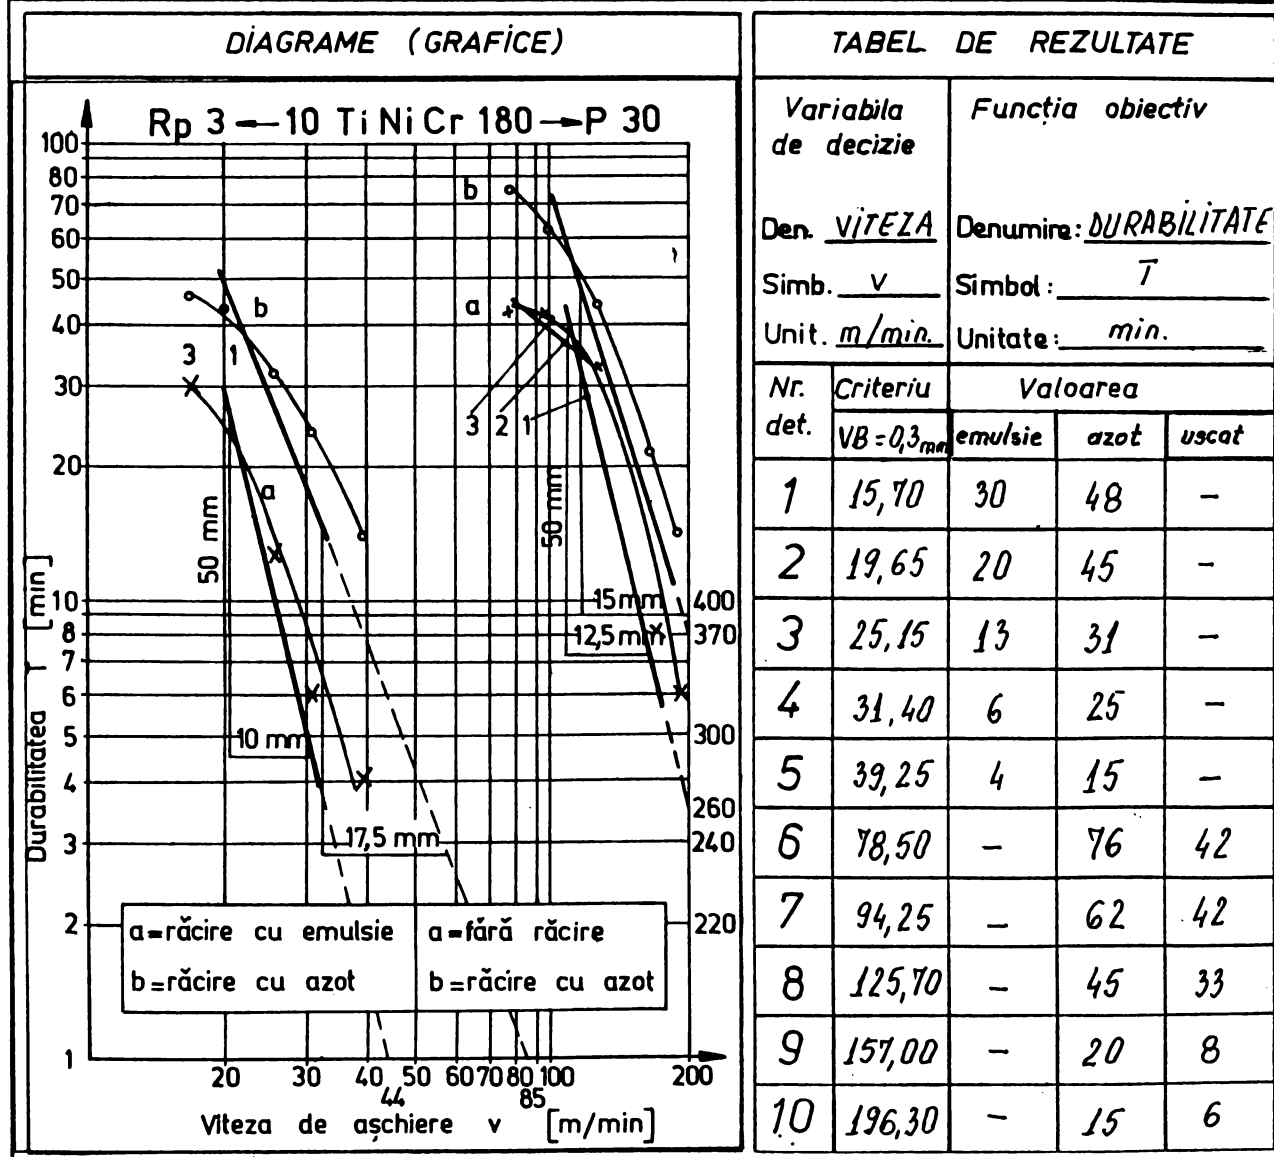 DIAGRAME (GRAFICE)
Rp 3 ← 10 TiNiCr 180 → P 30
100
80
70
60
50
40
30
20
10
8
7
6
5
4
3
2
1
Durabilitatea T [min]
b
a
b
3 1
a
3 2 1
50 mm
10 mm
17,5 mm
50 mm
15 mm
12,5 mm
400
370
300
260
240
220
a=răcire cu emulsie a=fără răcire
b=răcire cu azot b=răcire cu azot
20 30 40 50 60 70 80 100 200
44 85
Viteza de așchiere v [m/min]
TABEL DE REZULTATE
Variabila de decizie
Funcția obiectiv
Den. VITEZA Denumire: DURABILITATE
Simb. v Simbol: T
Unit. m/min. Unitate: min.
Nr. det. Criteriu Valoarea
VB=0,3mm emulsie azot uscat
1 15,70 30 48 –
2 19,65 20 45 –
3 25,15 13 31 –
4 31,40 6 25 –
5 39,25 4 15 –
6 78,50 – 76 42
7 94,25 – 62 42
8 125,70 – 45 33
9 157,00 – 20 8
10 196,30 – 15 6